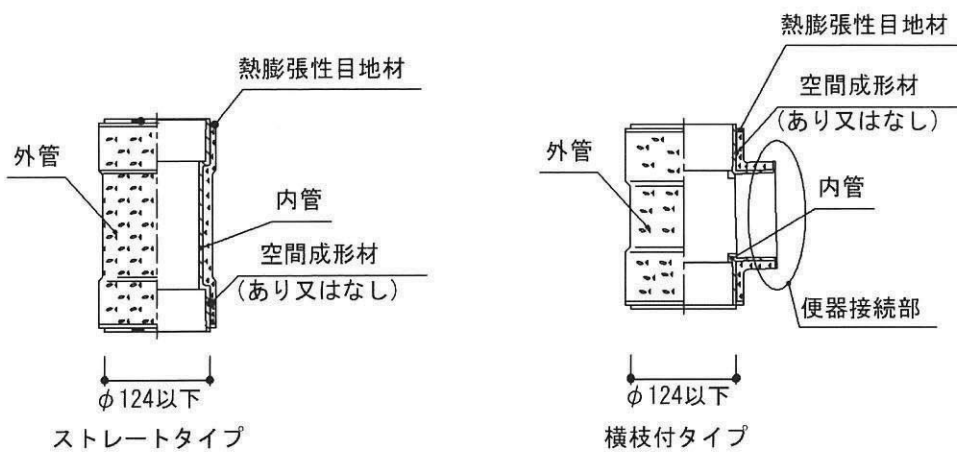 熱膨張性目地材
外管
内管
空間成形材
(あり又はなし)
φ124以下
ストレートタイプ
熱膨張性目地材
空間成形材
(あり又はなし)
外管
内管
便器接続部
φ124以下
横枝付タイプ